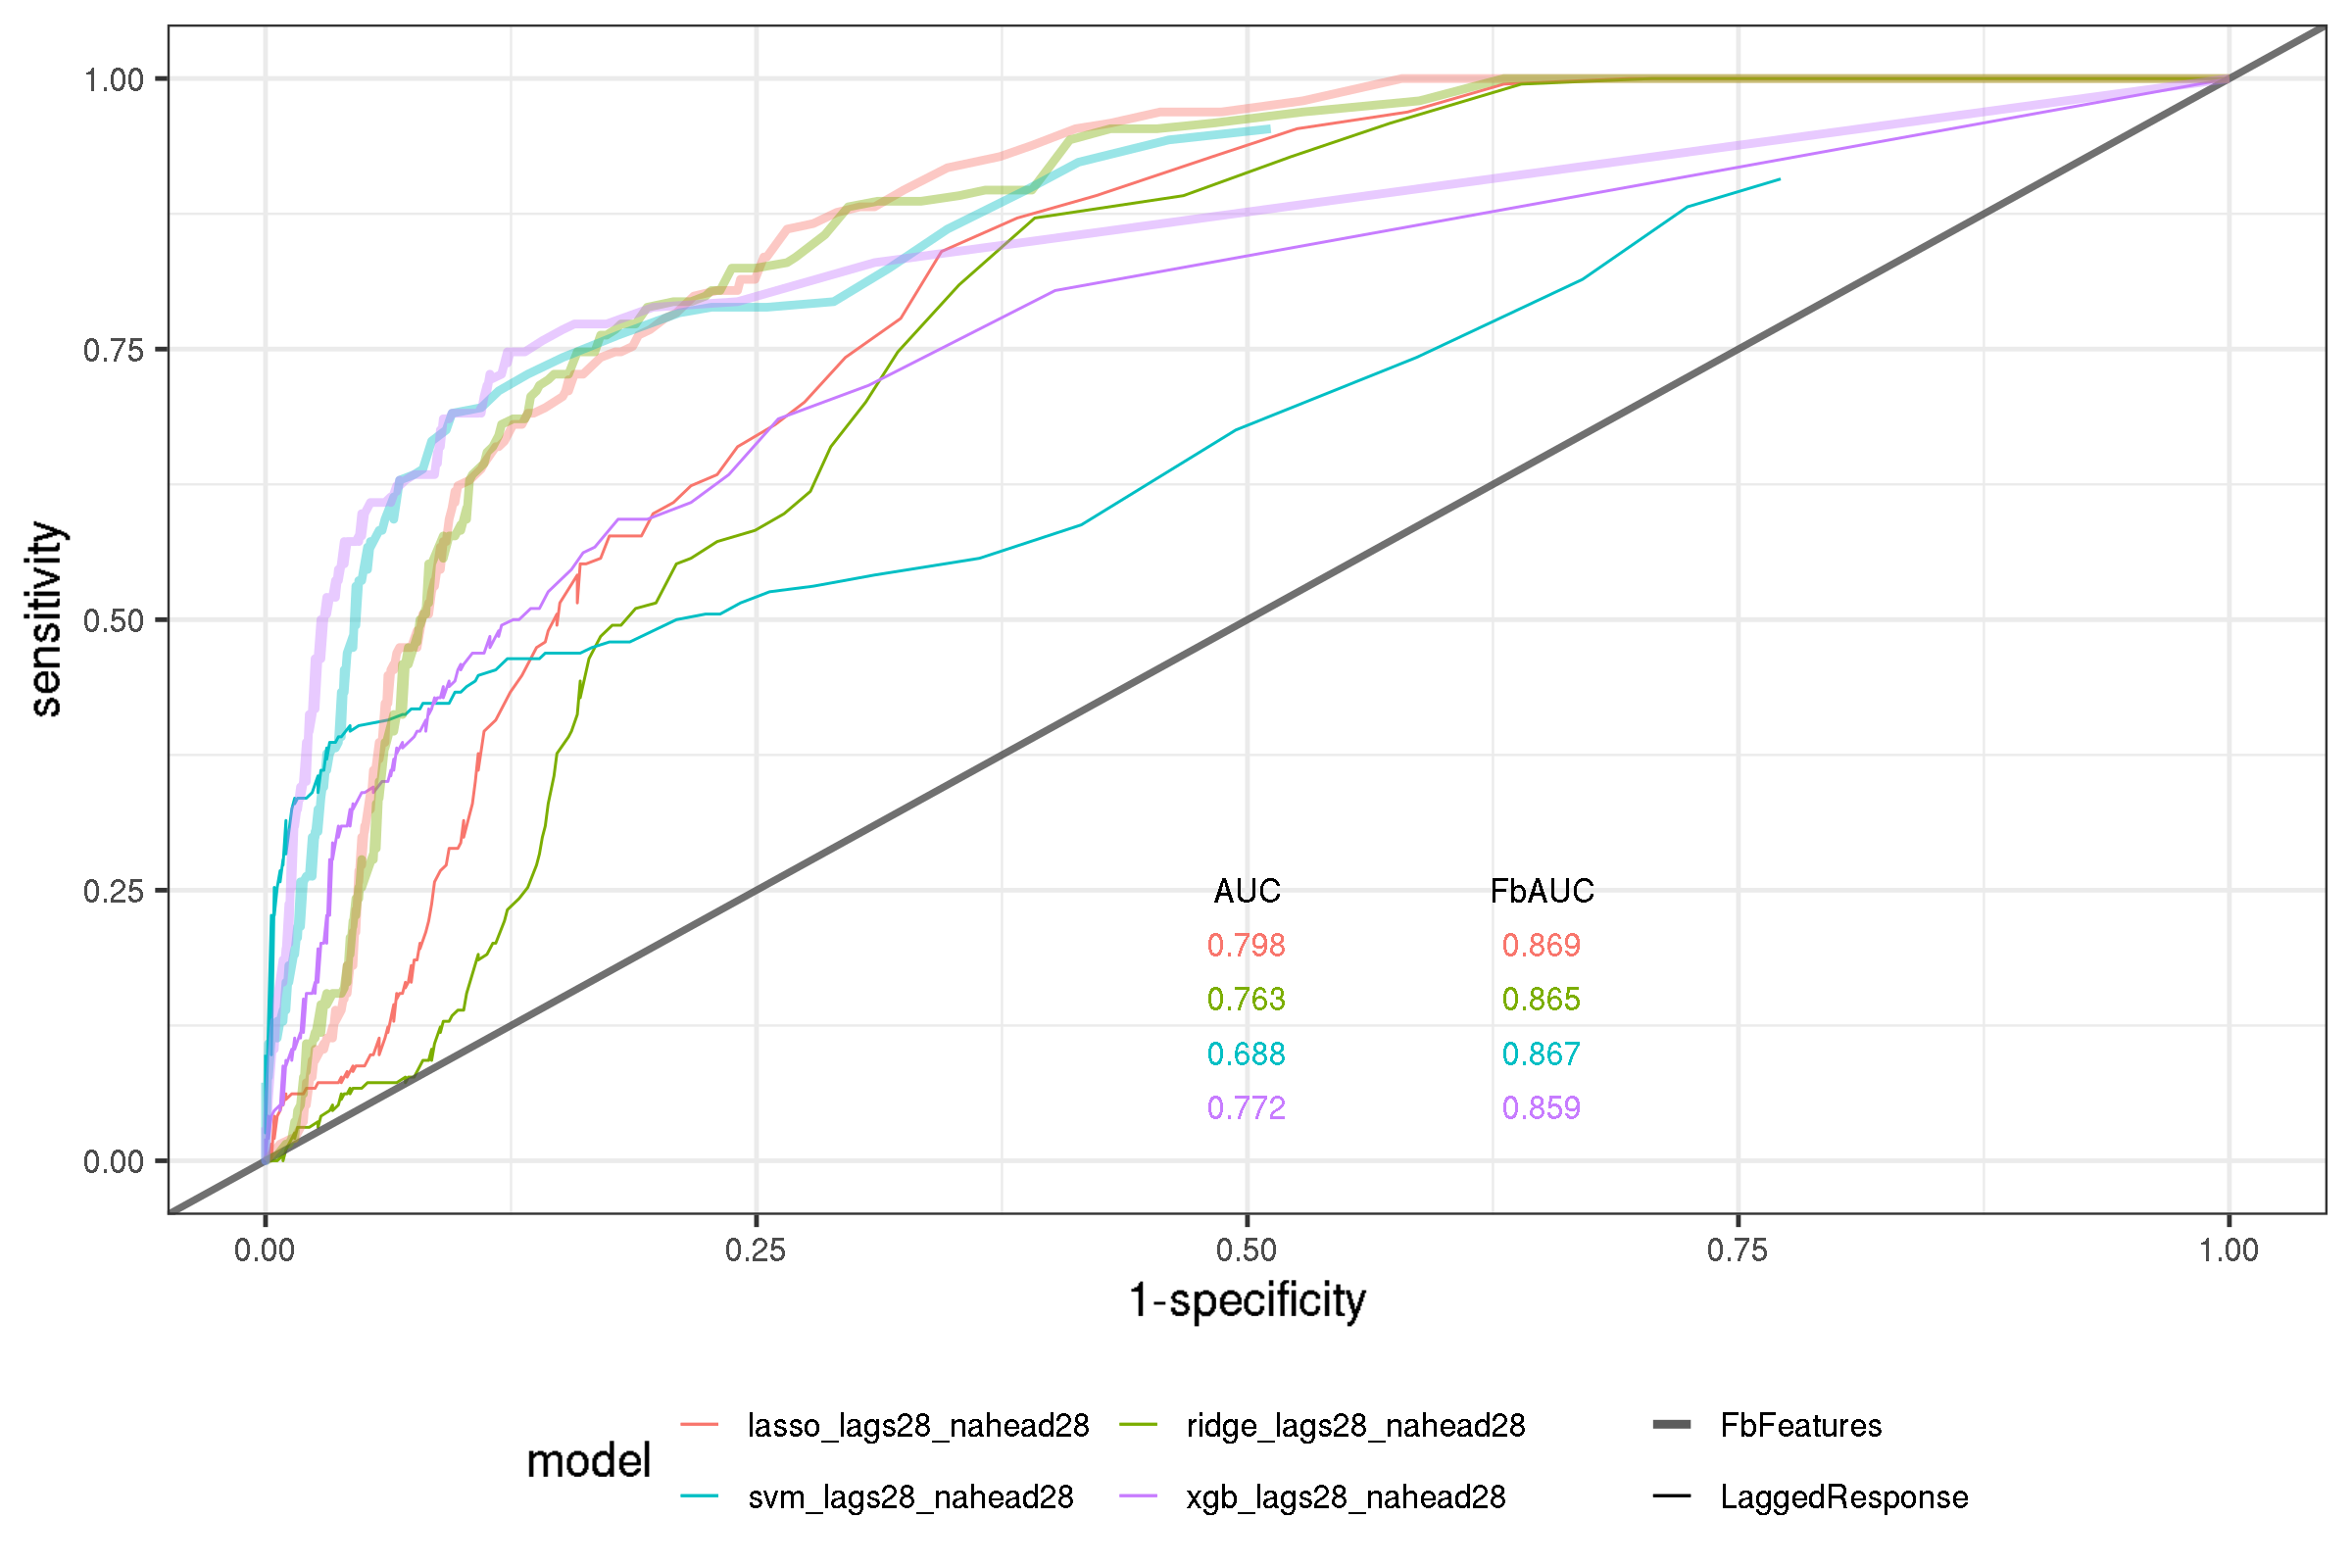 1.00
0.75
0.50
0.25
0.00
sensitivity
AUC FbAUC
0.798 0.869
0.763 0.865
0.688 0.867
0.772 0.859
0.00 0.25 0.50 0.75 1.00
1-specificity
model
lasso_lags28_nahead28 ridge_lags28_nahead28 FbFeatures
svm_lags28_nahead28 xgb_lags28_nahead28 LaggedResponse